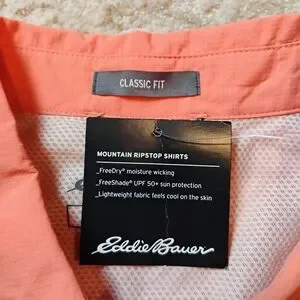 CLASSIC FIT
MOUNTAIN RIPSTOP SHIRTS
_FreeDry® moisture wicking
_FreeShade® UPF 50+ sun protection
_Lightweight fabric feels cool on the skin
Eddie Bauer